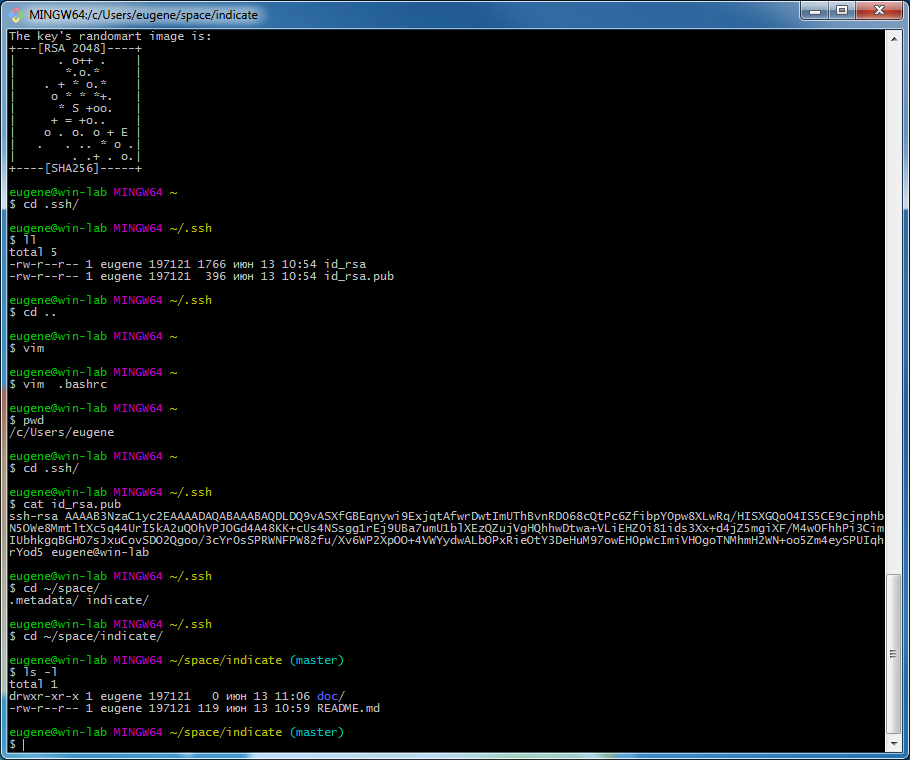 MINGW64:/c/Users/eugene/space/indicate
The key's randomart image is:
+---[RSA 2048]----+
|      . o++ .    |
|       *.o.*     |
|    . + * o.*    |
|     o * * *+.   |
|      * S +oo.   |
|     + = +o..    |
|    o . o. o + E |
|   .   . .. * o .|
|        . .+ . o.|
+----[SHA256]-----+
eugene@win-lab MINGW64 ~
$ cd .ssh/
eugene@win-lab MINGW64 ~/.ssh
$ ll
total 5
-rw-r--r-- 1 eugene 197121 1766 июн 13 10:54 id_rsa
-rw-r--r-- 1 eugene 197121  396 июн 13 10:54 id_rsa.pub
eugene@win-lab MINGW64 ~/.ssh
$ cd ..
eugene@win-lab MINGW64 ~
$ vim
eugene@win-lab MINGW64 ~
$ vim  .bashrc
eugene@win-lab MINGW64 ~
$ pwd
/c/Users/eugene
eugene@win-lab MINGW64 ~
$ cd .ssh/
eugene@win-lab MINGW64 ~/.ssh
$ cat id_rsa.pub
ssh-rsa AAAAB3NzaC1yc2EAAAADAQABAAABAQDLDQ9vASXfGBEqnywi9ExjqtAfwrDwtImUThBvnRDO68cQtPc6ZfibpYOpw8XLwRq/HISXGQoO4IS5CE9cjnphb
N5OWe8MmtltXc5q44UrI5kA2uQOhVPJOGd4A48KK+cUs4NSsgg1rEj9UBa7umU1blXEzQZujVgHQhhwDtwa+VLiEHZOi81ids3Xx+d4jZ5mgiXF/M4wOFhhPi3Cim
IUbhkgqBGHO7sJxuCovSDO2Qgoo/3cYrOsSPRWNFPW82fu/Xv6WP2XpOO+4VWYydwALbOPxRieOtY3DeHuM97owEHOpWcImiVHOgoTNMhmH2WN+oo5Zm4eySPUIqh
rYod5 eugene@win-lab
eugene@win-lab MINGW64 ~/.ssh
$ cd ~/space/
.metadata/ indicate/
eugene@win-lab MINGW64 ~/.ssh
$ cd ~/space/indicate/
eugene@win-lab MINGW64 ~/space/indicate (master)
$ ls -l
total 1
drwxr-xr-x 1 eugene 197121   0 июн 13 11:06 doc/
-rw-r--r-- 1 eugene 197121 119 июн 13 10:59 README.md
eugene@win-lab MINGW64 ~/space/indicate (master)
$